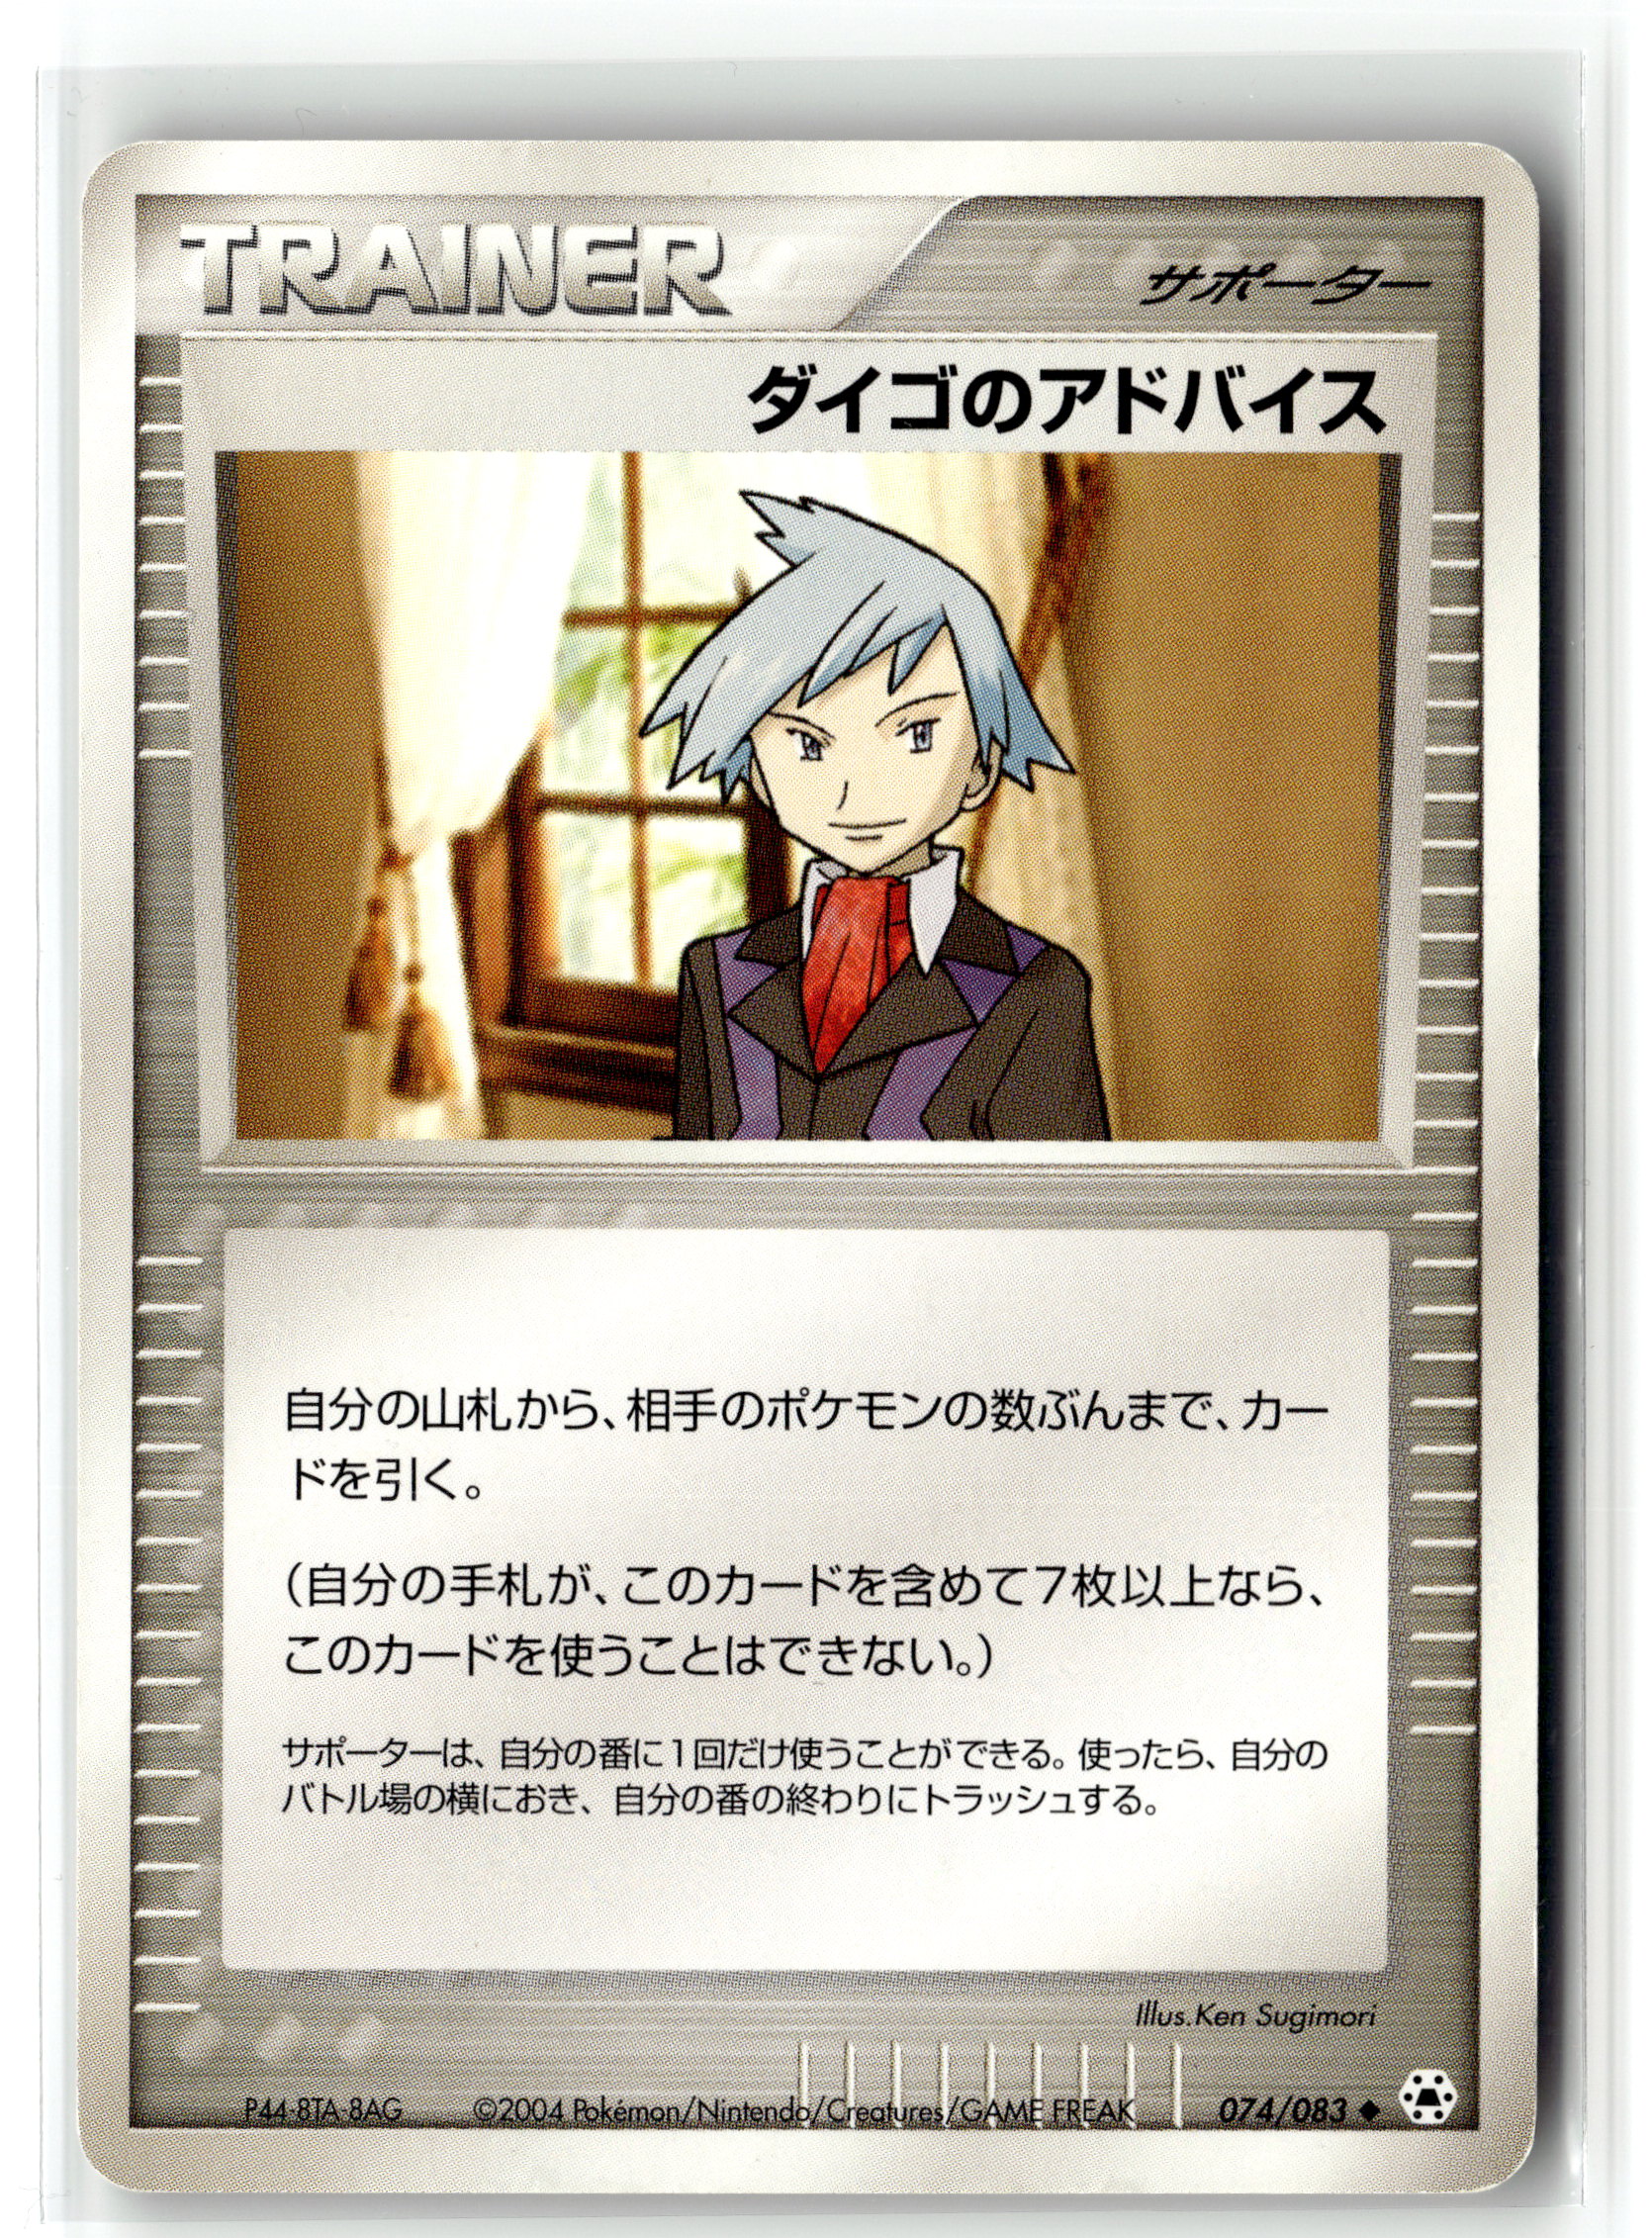 TRAINER
サポーター
ダイゴのアドバイス
自分の山札から、相手のポケモンの数ぶんまで、カー
ドを引く。
（自分の手札が、このカードを含めて7枚以上なら、
このカードを使うことはできない。）
サポーターは、自分の番に1回だけ使うことができる。使ったら、自分の
バトル場の横におき、自分の番の終わりにトラッシュする。
Illus.Ken Sugimori
P44-8TA-8AG ©2004 Pokémon/Nintendo/Creatures/GAME FREAK 074/083 ◆